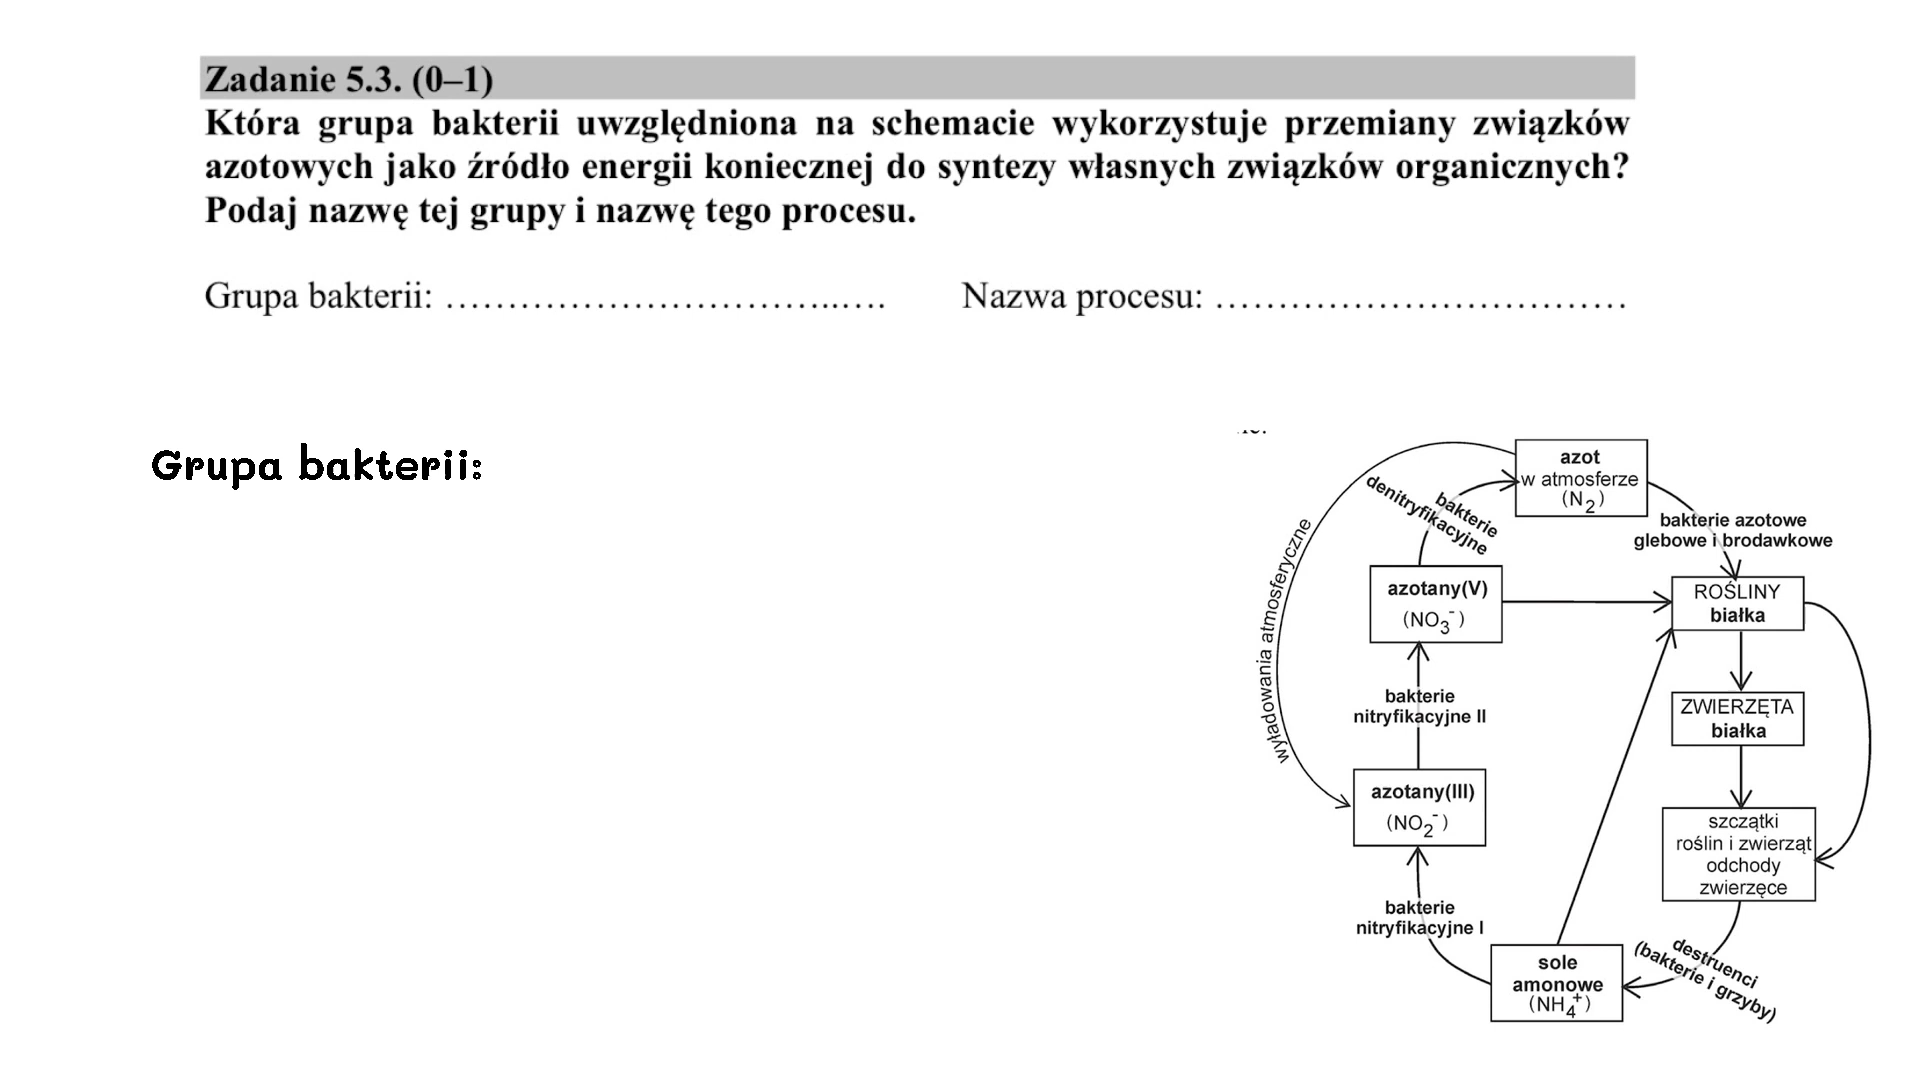 Zadanie 5.3. (0–1)
Która grupa bakterii uwzględniona na schemacie wykorzystuje przemiany związków
azotowych jako źródło energii koniecznej do syntezy własnych związków organicznych?
Podaj nazwę tej grupy i nazwę tego procesu.
Grupa bakterii: ……………………………..…. Nazwa procesu: ……………………………
Grupa bakterii:
azot
w atmosferze
(N2)
bakterie
denitryfikacyjne
bakterie azotowe
glebowe i brodawkowe
wyładowania atmosferyczne
azotany(V)
(NO3-)
ROŚLINY
białka
bakterie
nitryfikacyjne II
ZWIERZĘTA
białka
azotany(III)
(NO2-)
szczątki
roślin i zwierząt
odchody
zwierzęce
bakterie
nitryfikacyjne I
destruenci
(bakterie i grzyby)
sole
amonowe
(NH4+)